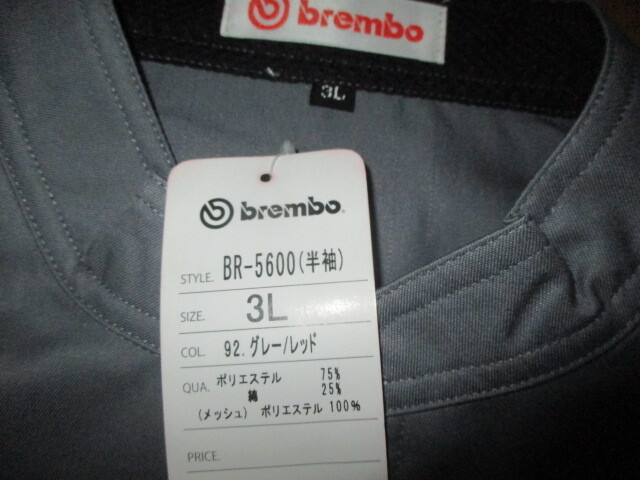 brembo
3L
brembo®
STYLE. BR-5600(半袖)
SIZE. 3L
COL. 92.グレー/レッド
QUA. ポリエステル 75%
綿 25%
(メッシュ) ポリエステル 100%
PRICE.